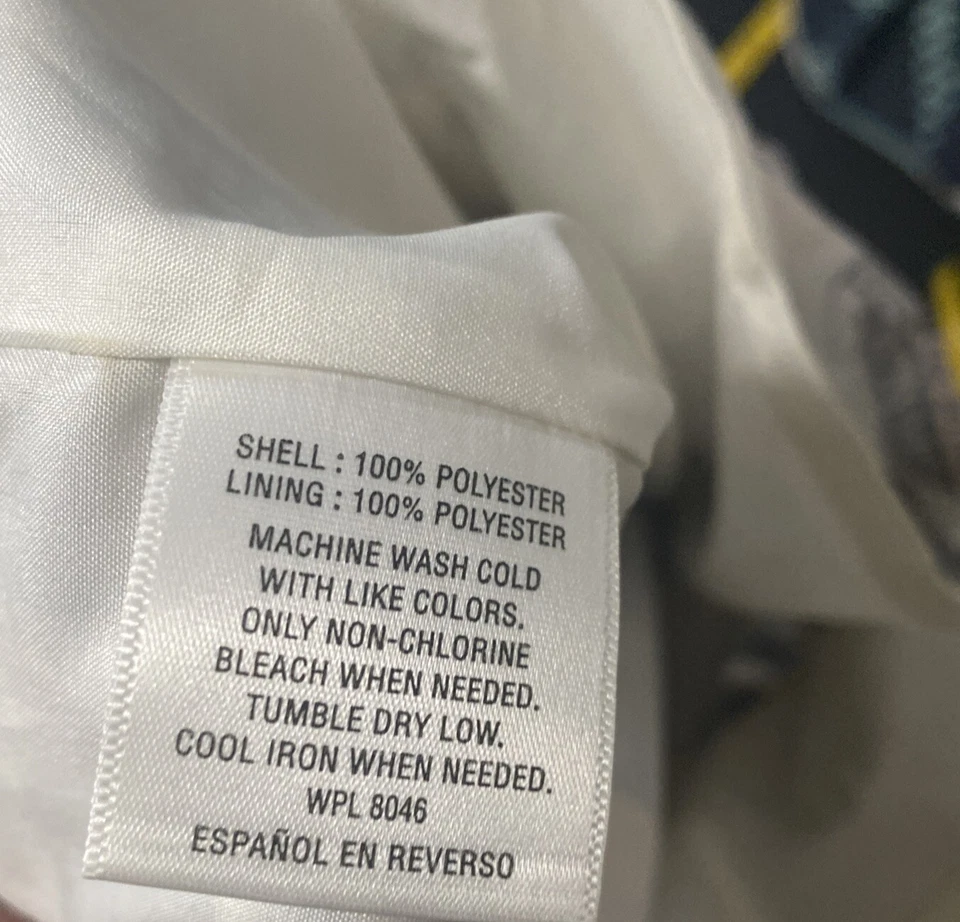 SHELL : 100% POLYESTER
LINING : 100% POLYESTER
MACHINE WASH COLD
WITH LIKE COLORS.
ONLY NON-CHLORINE
BLEACH WHEN NEEDED.
TUMBLE DRY LOW.
COOL IRON WHEN NEEDED.
WPL 8046
ESPAÑOL EN REVERSO